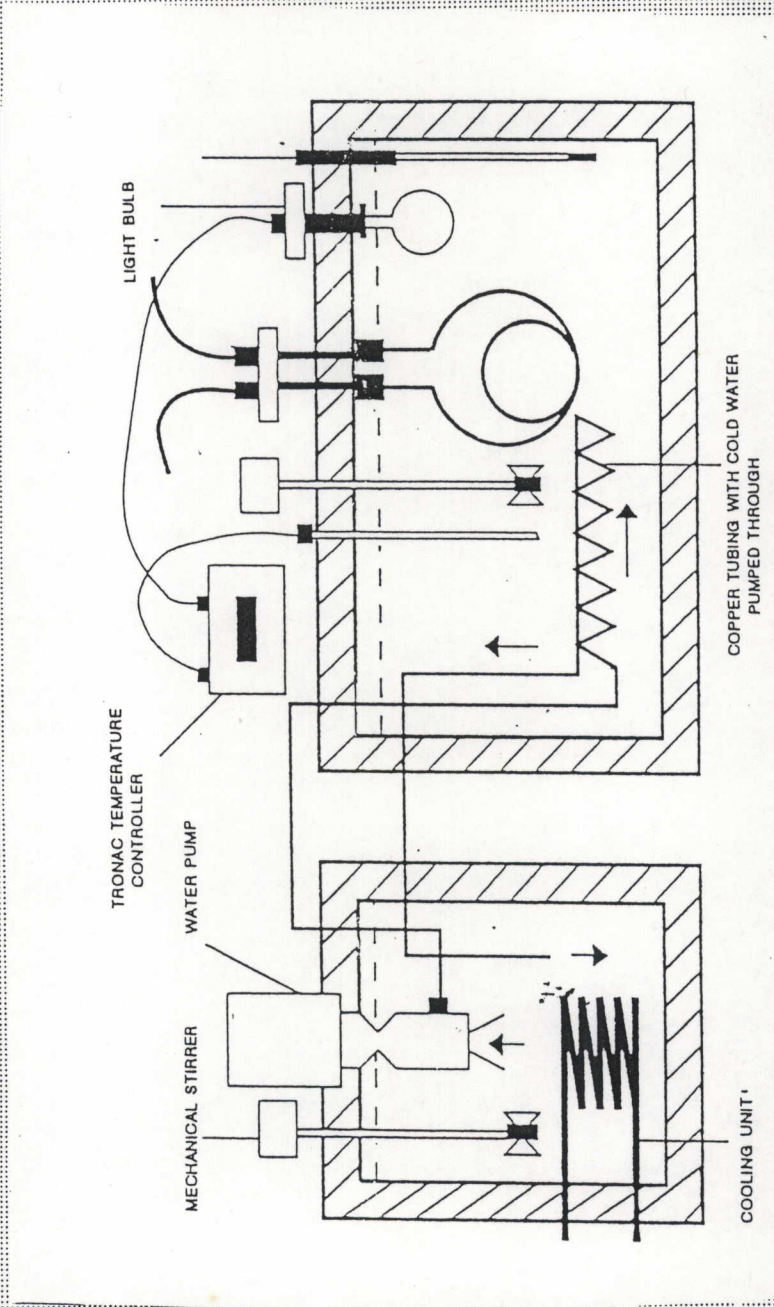 MECHANICAL STIRRER
WATER PUMP
TRONAC TEMPERATURE
CONTROLLER
LIGHT BULB
COOLING UNIT
COPPER TUBING WITH COLD WATER
PUMPED THROUGH